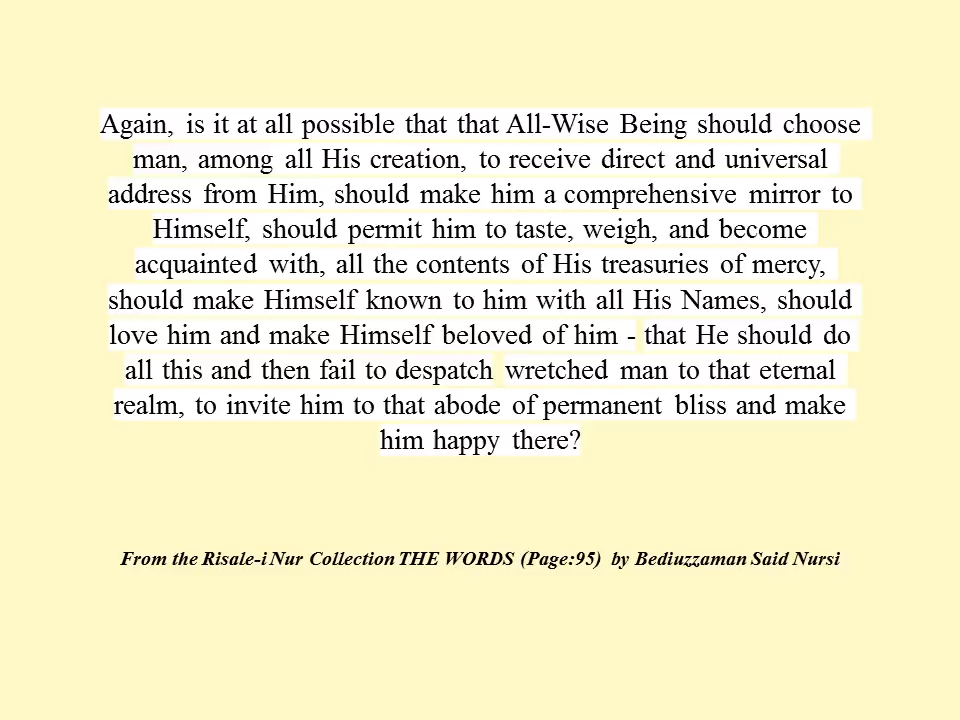 Again, is it at all possible that that All-Wise Being should choose
man, among all His creation, to receive direct and universal
address from Him, should make him a comprehensive mirror to
Himself, should permit him to taste, weigh, and become
acquainted with, all the contents of His treasuries of mercy,
should make Himself known to him with all His Names, should
love him and make Himself beloved of him - that He should do
all this and then fail to despatch wretched man to that eternal
realm, to invite him to that abode of permanent bliss and make
him happy there?
From the Risale-i Nur Collection THE WORDS (Page:95) by Bediuzzaman Said Nursi